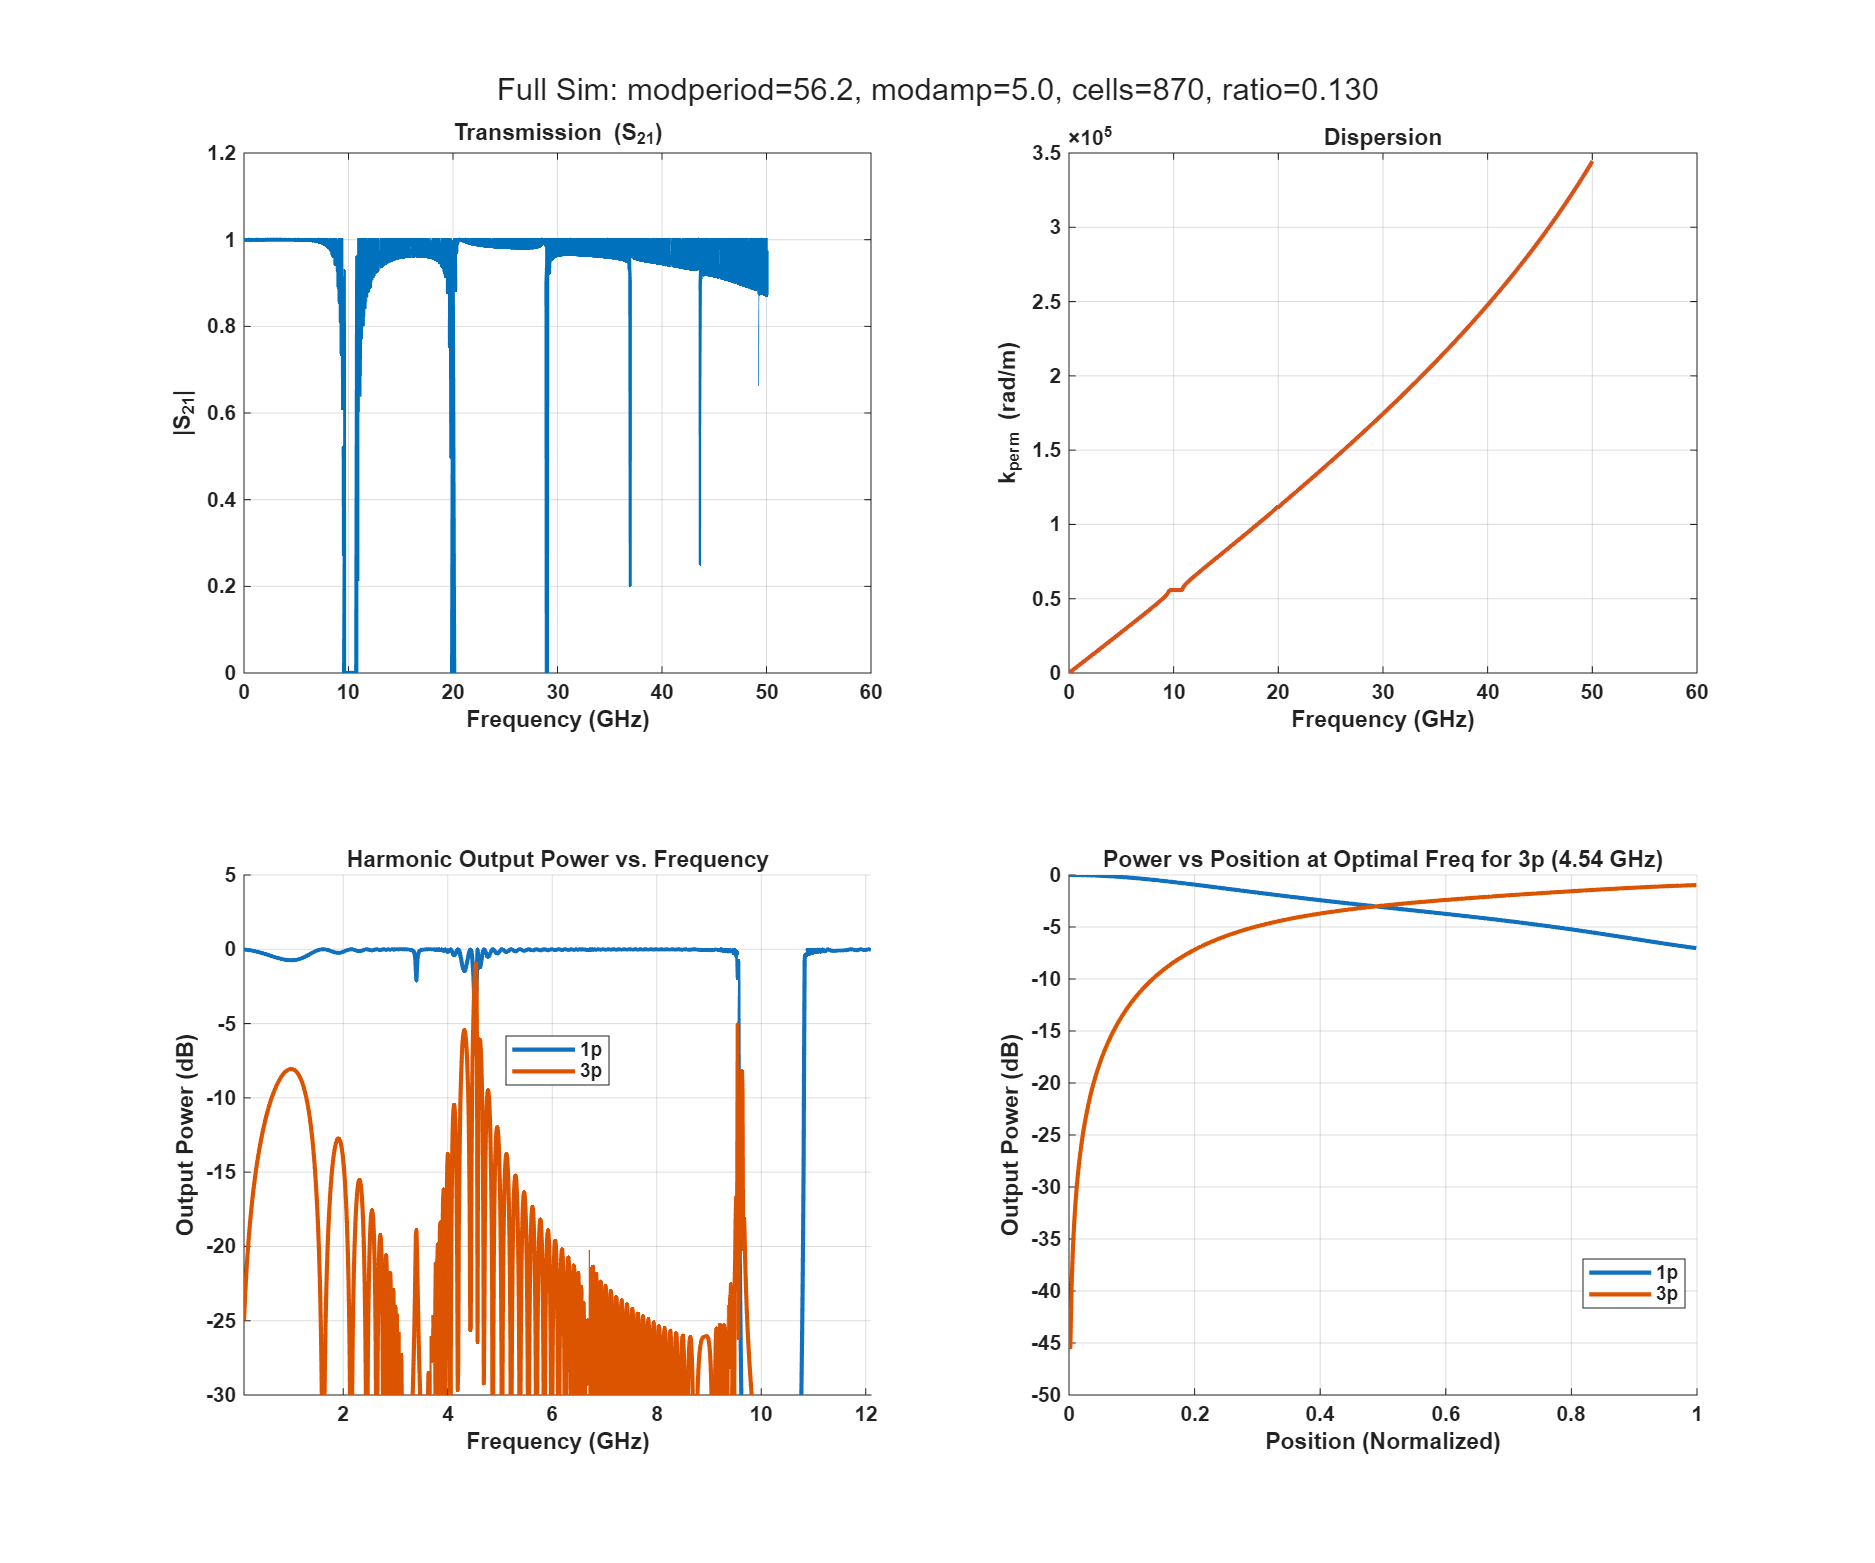 Full Sim: modperiod=56.2, modamp=5.0, cells=870, ratio=0.130
Transmission (S21)
1.2
1
0.8
0.6
0.4
0.2
0
|S21|
0 10 20 30 40 50 60
Frequency (GHz)
×10^5
Dispersion
3.5
3
2.5
2
1.5
1
0.5
0
kperm (rad/m)
0 10 20 30 40 50 60
Frequency (GHz)
Harmonic Output Power vs. Frequency
5
0
-5
-10
-15
-20
-25
-30
Output Power (dB)
1p
3p
2 4 6 8 10 12
Frequency (GHz)
Power vs Position at Optimal Freq for 3p (4.54 GHz)
0
-5
-10
-15
-20
-25
-30
-35
-40
-45
-50
Output Power (dB)
1p
3p
0 0.2 0.4 0.6 0.8 1
Position (Normalized)